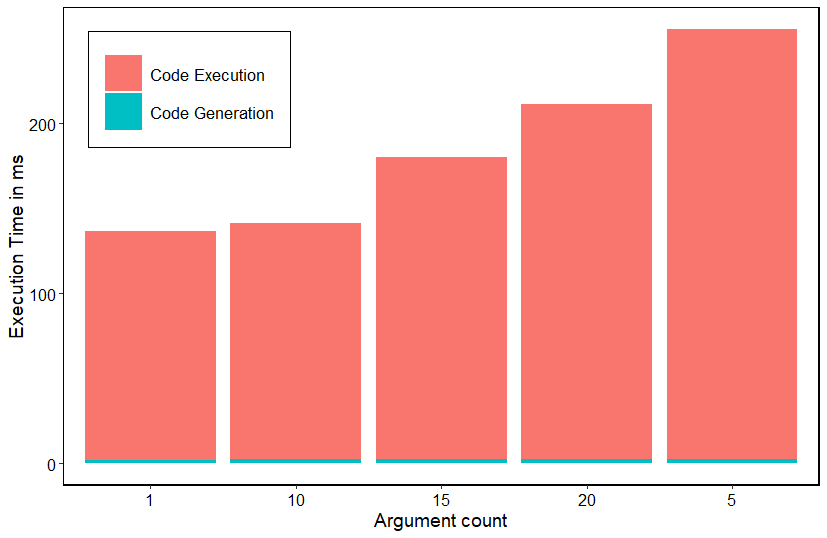 Code Execution
Code Generation
Execution Time in ms
200
100
0
1 10 15 20 5
Argument count